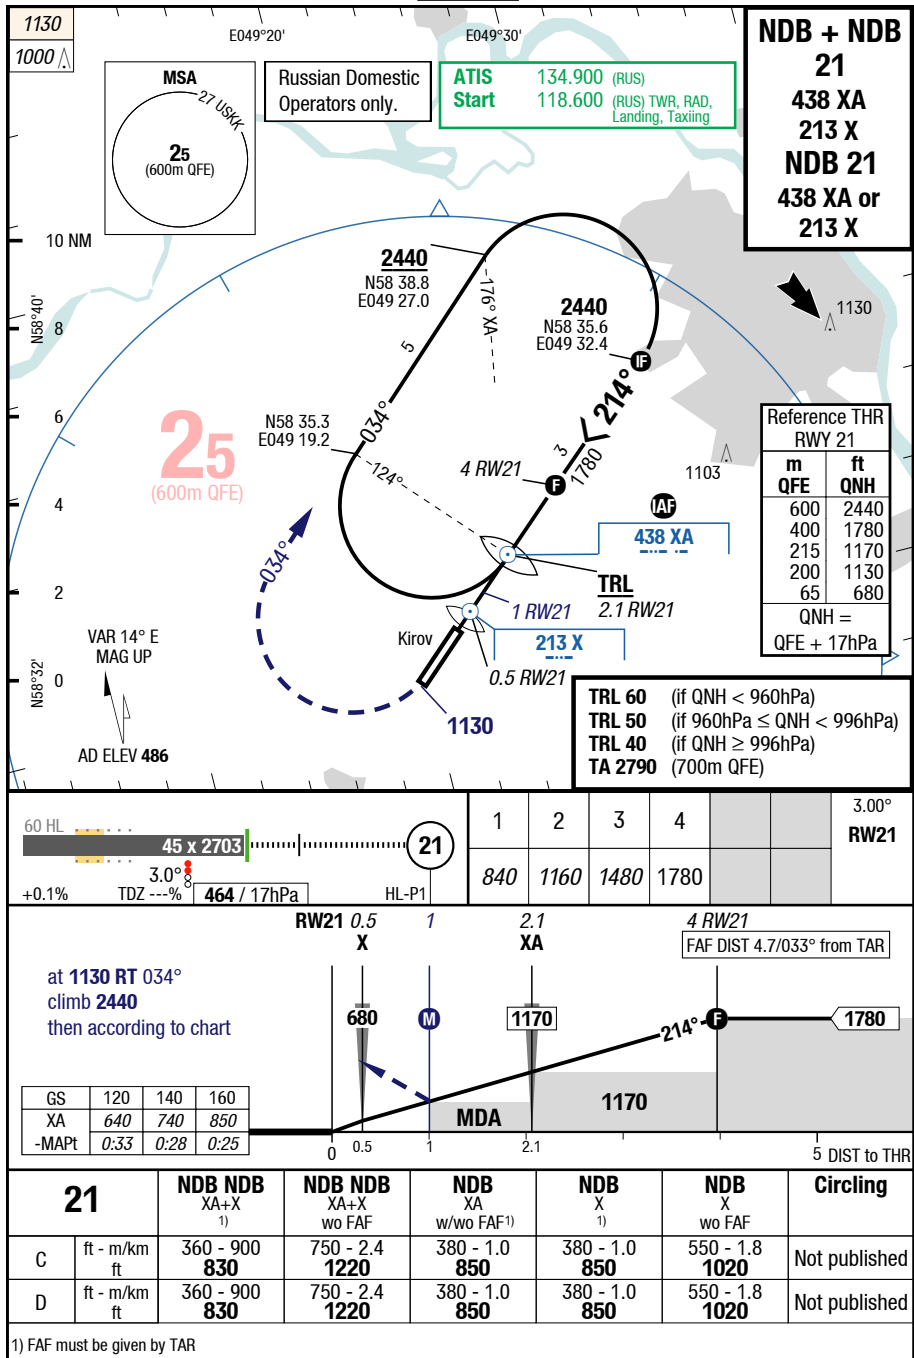 1130
1000
E049°20'
E049°30'
NDB + NDB
21
438 XA
213 X
NDB 21
438 XA or
213 X
MSA
27 USKK
25
(600m QFE)
Russian Domestic
Operators only.
ATIS 134.900 (RUS)
Start 118.600 (RUS) TWR, RAD,
Landing, Taxiing
10 NM
8
6
4
2
0
N58°40'
N58°32'
2440
N58 38.8
E049 27.0
176° XA
2440
N58 35.6
E049 32.4
IF
1130
5
034°
214°
N58 35.3
E049 19.2
124°
25
(600m QFE)
3
1780
4 RW21
F
1103
IAF
438 XA
TRL
2.1 RW21
034°
1 RW21
Kirov
213 X
0.5 RW21
1130
VAR 14° E
MAG UP
AD ELEV 486
Reference THR
RWY 21
m ft
QFE QNH
600 2440
400 1780
215 1170
200 1130
65 680
QNH =
QFE + 17hPa
TRL 60 (if QNH < 960hPa)
TRL 50 (if 960hPa ≤ QNH < 996hPa)
TRL 40 (if QNH ≥ 996hPa)
TA 2790 (700m QFE)
60 HL
45 x 2703
21
3.0°
+0.1% TDZ ---% 464 / 17hPa HL-P1
1 2 3 4
840 1160 1480 1780
3.00°
RW21
RW21 0.5 1 2.1 4 RW21
X XA
FAF DIST 4.7/033° from TAR
at 1130 RT 034°
climb 2440
then according to chart
680 M 1170 214° F 1780
MDA 1170
GS 120 140 160
XA 640 740 850
-MAPt 0:33 0:28 0:25
0 0.5 1 2.1 5 DIST to THR
21
NDB NDB
XA+X
1)
NDB NDB
XA+X
wo FAF
NDB
XA
w/wo FAF1)
NDB
X
1)
NDB
X
wo FAF
Circling
C ft - m/km 360 - 900 750 - 2.4 380 - 1.0 380 - 1.0 550 - 1.8 Not published
ft 830 1220 850 850 1020
D ft - m/km 360 - 900 750 - 2.4 380 - 1.0 380 - 1.0 550 - 1.8 Not published
ft 830 1220 850 850 1020
1) FAF must be given by TAR